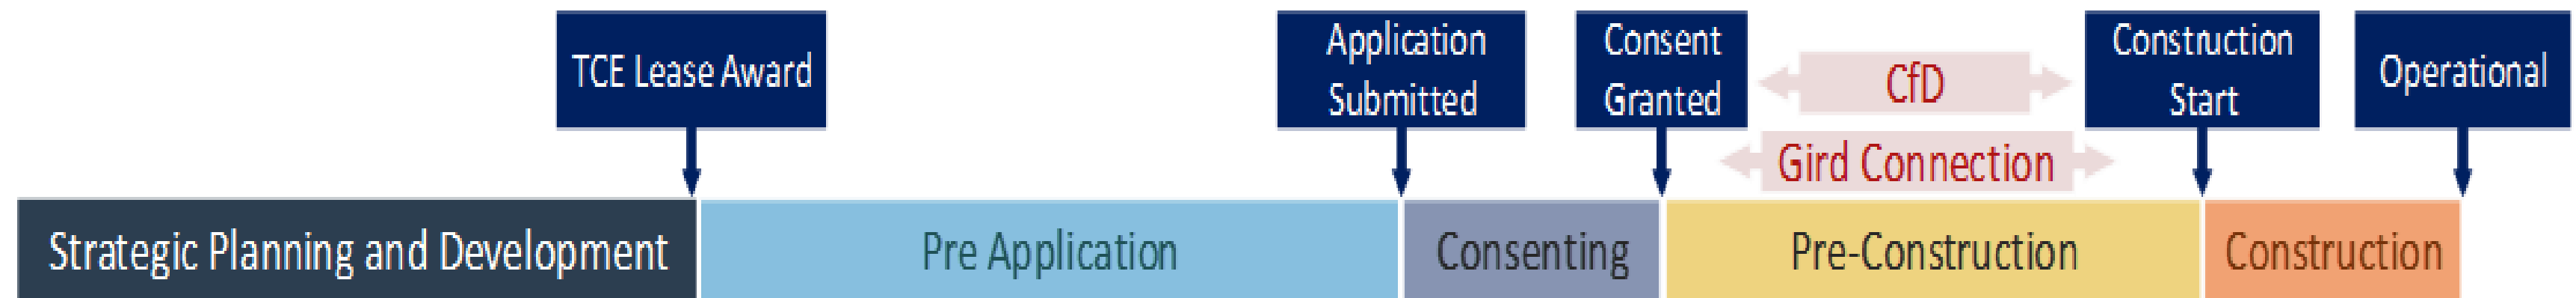 TCE Lease Award
Application
Submitted
Consent
Granted
CfD
Gird Connection
Construction
Start
Operational
Strategic Planning and Development
Pre Application
Consenting
Pre-Construction
Construction